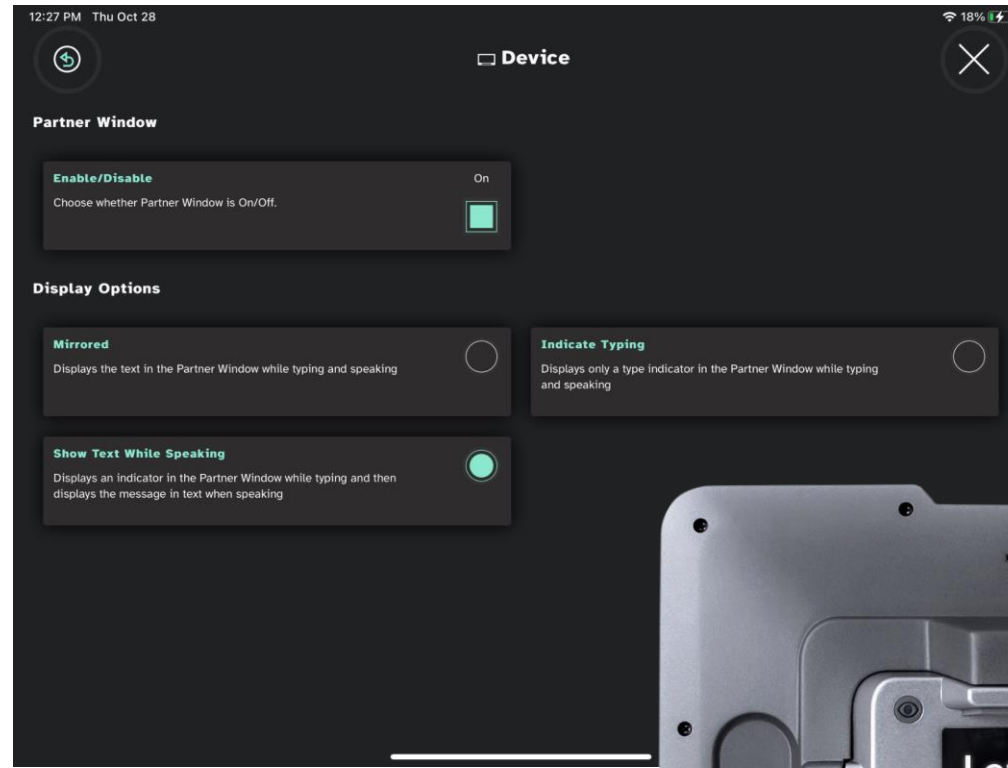 12:27 PM Thu Oct 28
18%
Device
Partner Window
Enable/Disable
On
Choose whether Partner Window is On/Off.
Display Options
Mirrored
Displays the text in the Partner Window while typing and speaking
Indicate Typing
Displays only a type indicator in the Partner Window while typing
and speaking
Show Text While Speaking
Displays an indicator in the Partner Window while typing and then
displays the message in text when speaking